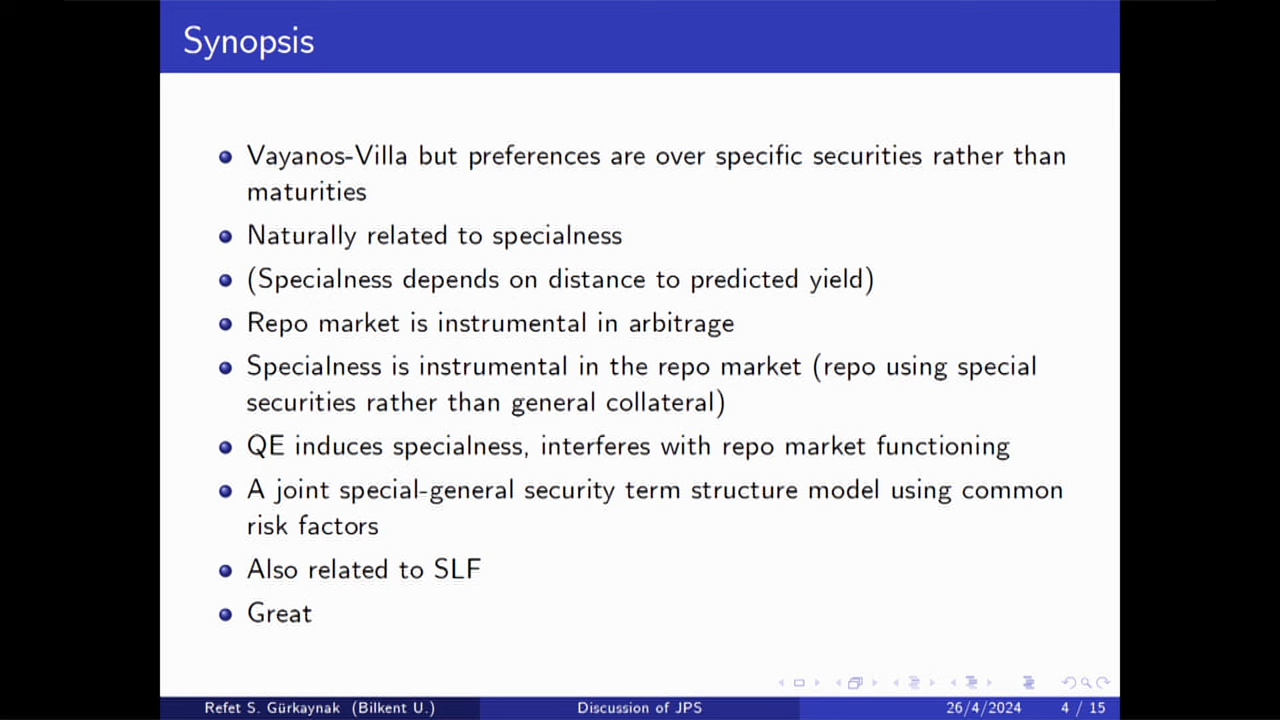 Synopsis
Vayanos-Villa but preferences are over specific securities rather than
maturities
Naturally related to specialness
(Specialness depends on distance to predicted yield)
Repo market is instrumental in arbitrage
Specialness is instrumental in the repo market (repo using special
securities rather than general collateral)
QE induces specialness, interferes with repo market functioning
A joint special-general security term structure model using common
risk factors
Also related to SLF
Great
Refet S. Gürkaynak (Bilkent U.) Discussion of JPS 26/4/2024 4 / 15